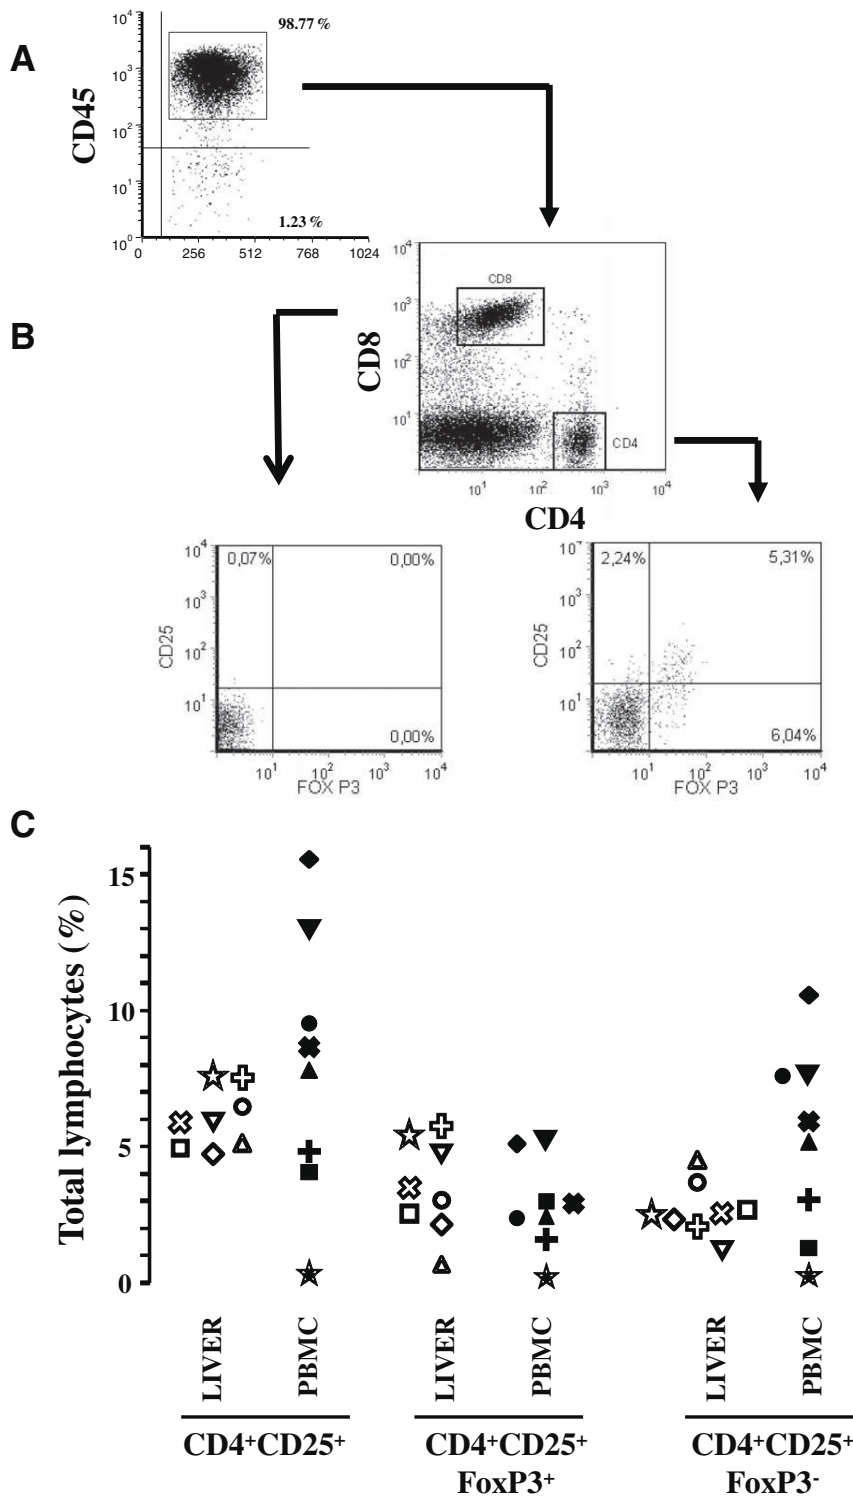 A
CD45
10^4
10^3
10^2
10^1
10^0
98.77 %
1.23 %
0 256 512 768 1024
B
CD8
10^4
10^3
10^2
10^1
CD8
CD4
10^1 10^2 10^3 10^4
CD4
CD25
10^4
10^3
10^2
10^1
0,07% 0,00%
0,00%
10^1 10^2 10^3 10^4
FOX P3
CD25
10^3
10^2
10^1
2,24% 5,31%
6,04%
10^1 10^2 10^3 10^4
FOX P3
C
Total lymphocytes (%)
15
10
5
0
LIVER PBMC LIVER PBMC LIVER PBMC
CD4+CD25+ CD4+CD25+ CD4+CD25+
FoxP3+ FoxP3-